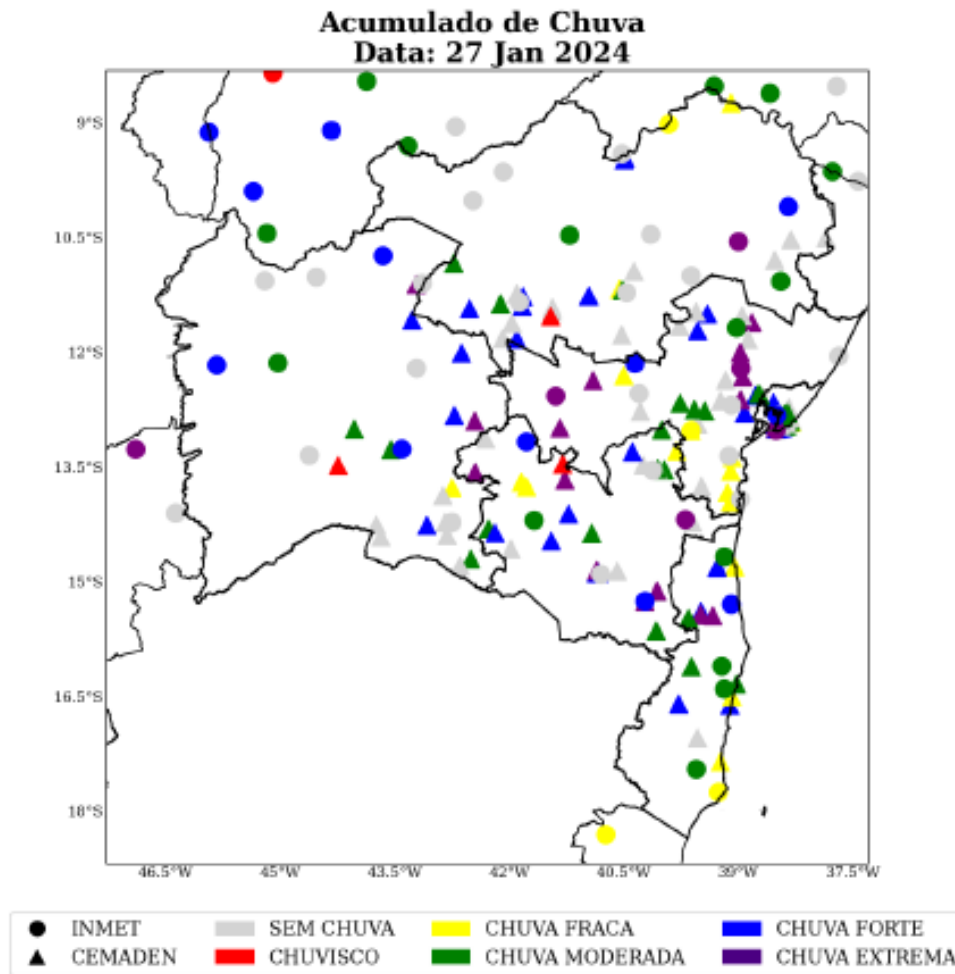 Acumulado de Chuva
Data: 27 Jan 2024
9°S
10.5°S
12°S
13.5°S
15°S
16.5°S
18°S
46.5°W 45°W 43.5°W 42°W 40.5°W 39°W 37.5°W
INMET SEM CHUVA CHUVA FRACA CHUVA FORTE
CEMADEN CHUVISCO CHUVA MODERADA CHUVA EXTREMA